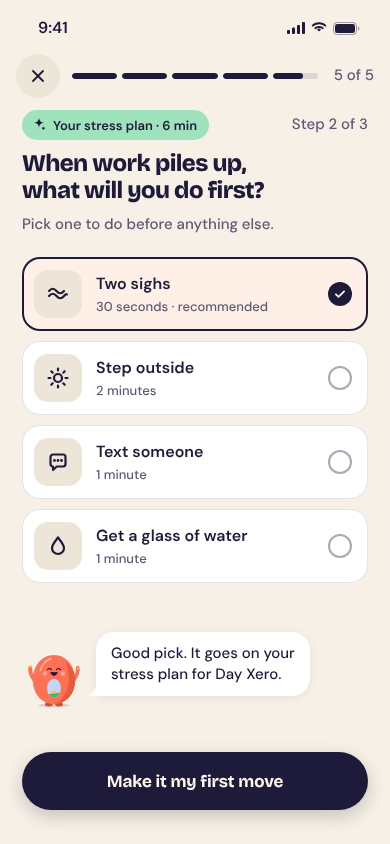 9:41
5 of 5
Your stress plan · 6 min
Step 2 of 3
When work piles up,
what will you do first?
Pick one to do before anything else.
Two sighs
30 seconds · recommended
Step outside
2 minutes
Text someone
1 minute
Get a glass of water
1 minute
Good pick. It goes on your
stress plan for Day Xero.
Make it my first move